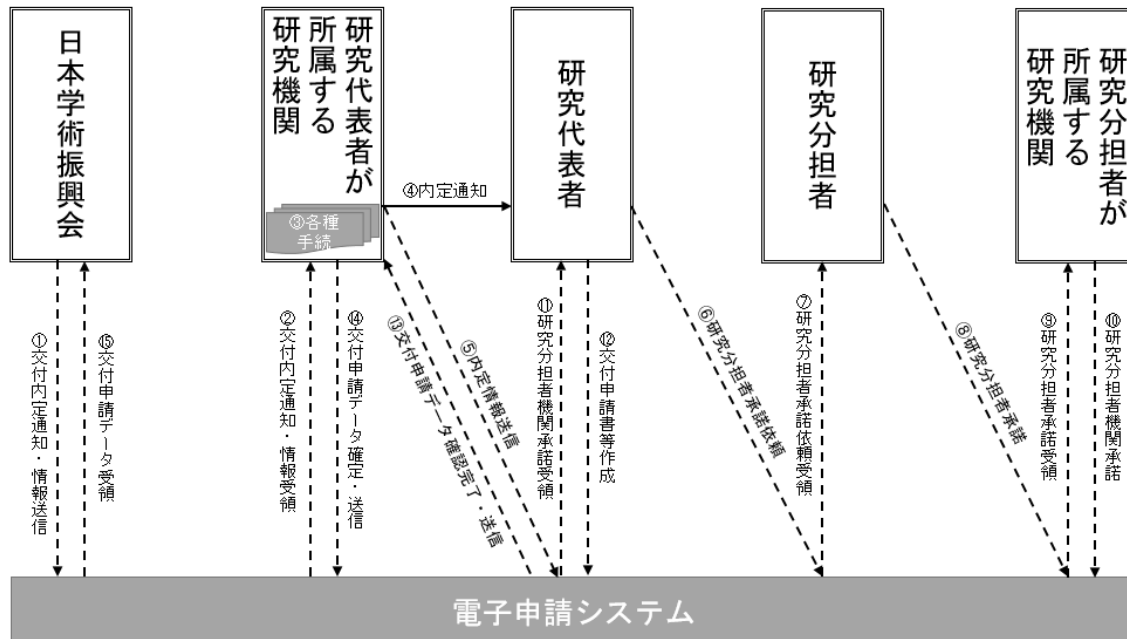 日本学術振興会
研究代表者が
所属する
研究機関
③各種
手続
研究代表者
研究分担者
研究分担者が
所属する
研究機関
④内定通知
①交付内定通知・情報送信
⑮交付申請データ受領
②交付内定通知・情報受領
⑭交付申請データ確定・送信
⑬交付申請データ確認完了・送信
⑤内定情報送信
⑪研究分担者機関承諾受領
⑫交付申請書等作成
⑥研究分担者承諾依頼
⑦研究分担者承諾依頼受領
⑧研究分担者承諾
⑨研究分担者承諾受領
⑩研究分担者機関承諾
電子申請システム